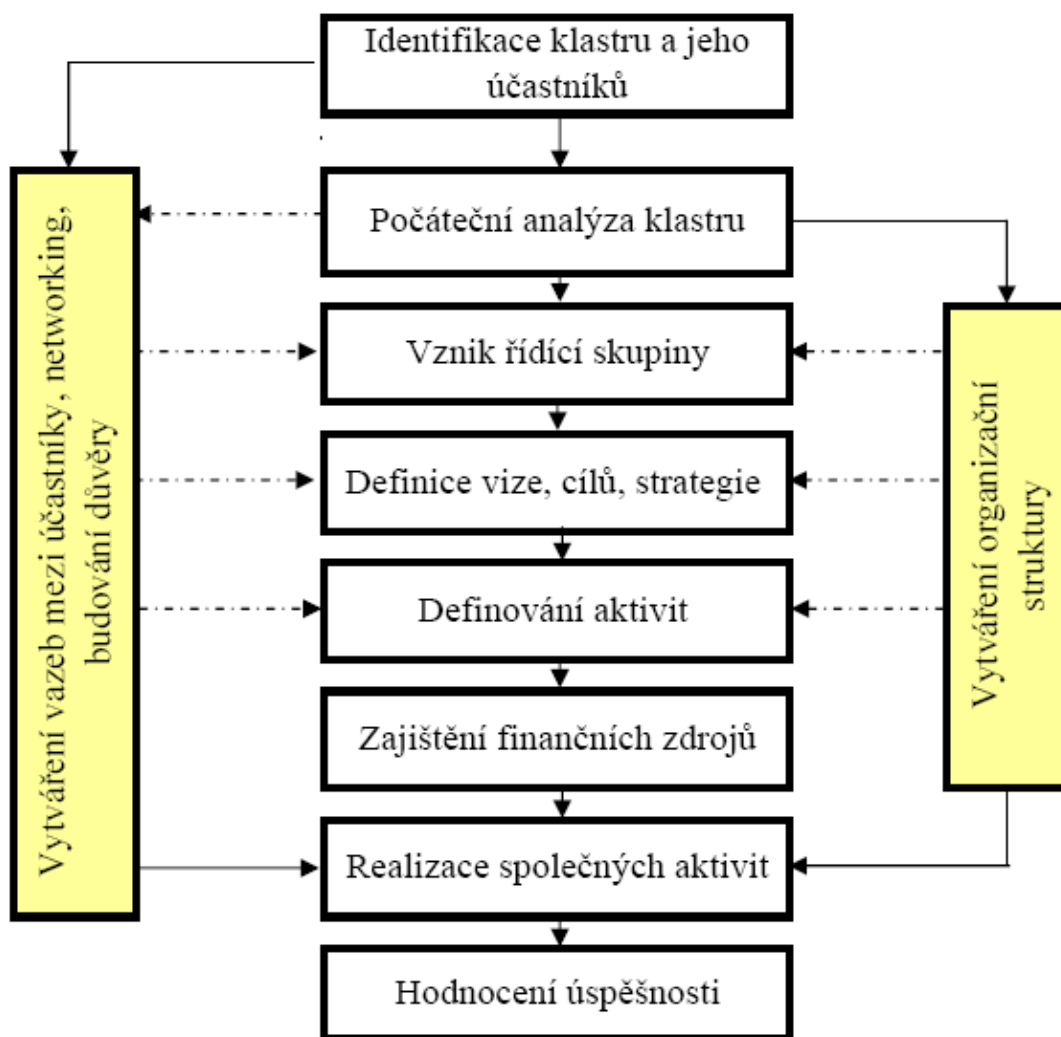 Identifikace klastru a jeho
účastníků
Počáteční analýza klastru
Vznik řídící skupiny
Definice vize, cílů, strategie
Definování aktivit
Zajištění finančních zdrojů
Realizace společných aktivit
Hodnocení úspěšnosti
Vytváření vazeb mezi účastníky, networking,
budování důvěry
Vytváření organizační
struktury